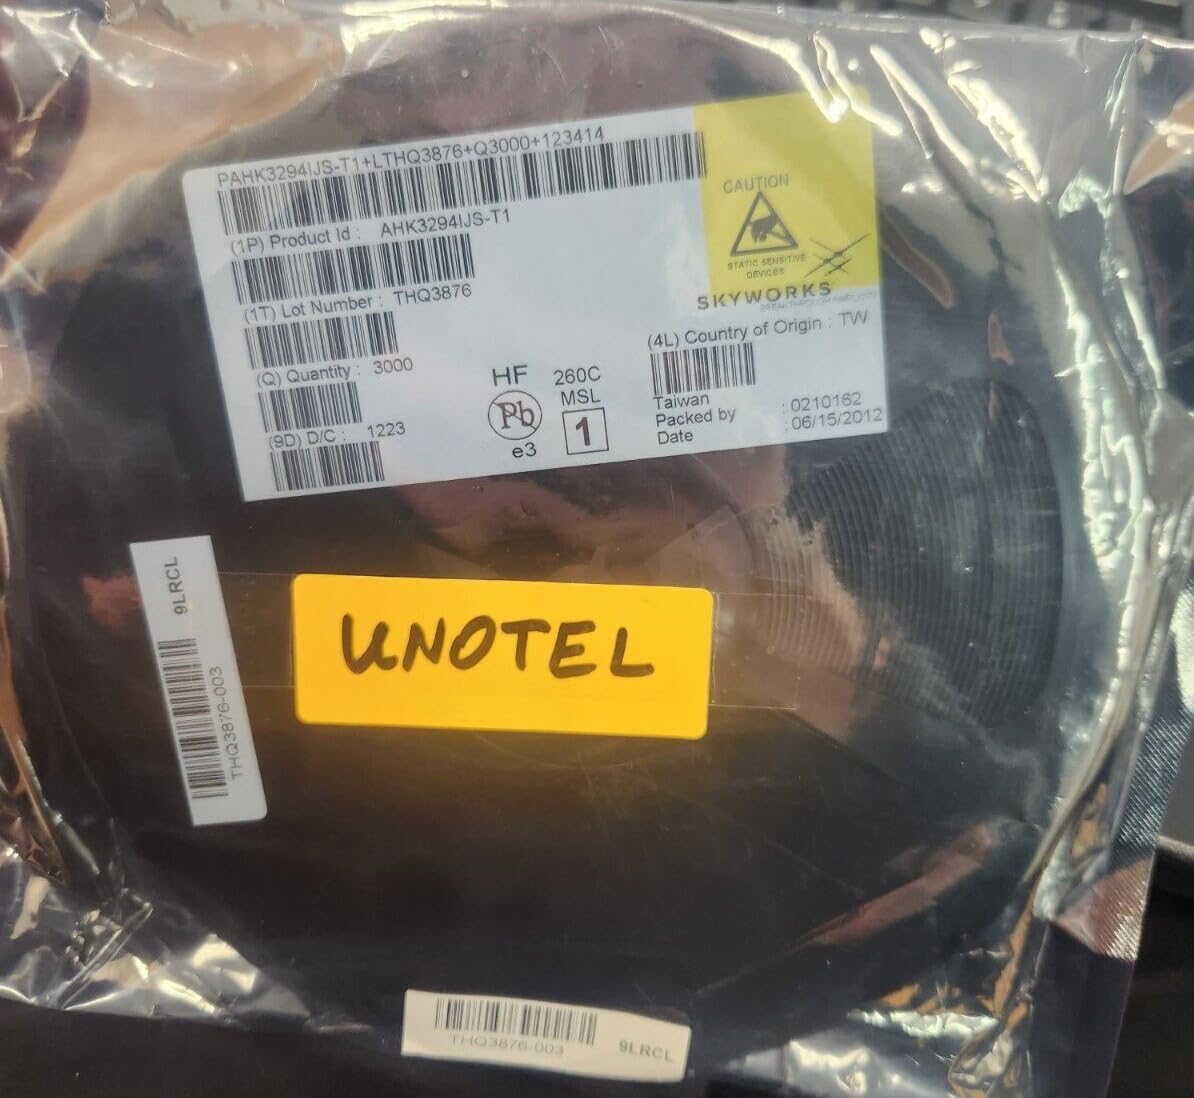 PAHK3294IJS-T1+LTHQ3876+Q3000+123414
(1P) Product Id : AHK3294IJS-T1
(1T) Lot Number : THQ3876
(Q) Quantity : 3000
(9D) D/C : 1223
HF
Pb
e3
260C
MSL
1
CAUTION
STATIC SENSITIVE
DEVICES
SKYWORKS
(4L) Country of Origin : TW
Taiwan
Packed by : 0210162
Date : 06/15/2012
9LRCL
THQ3876-003
UNOTEL
THQ3876-003
9LRCL